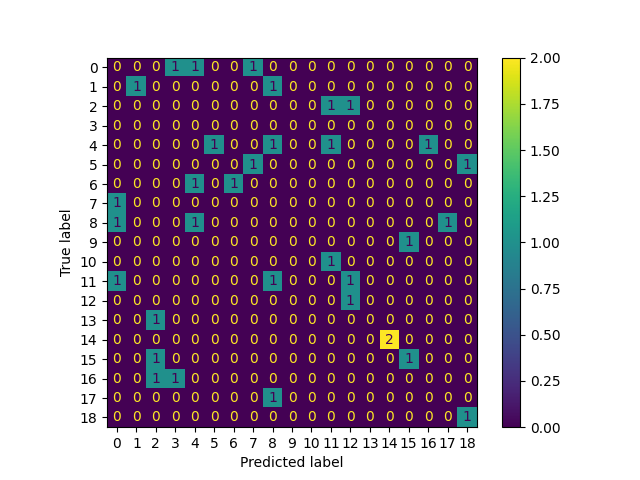 0 0 0 0 1 1 0 0 1 0 0 0 0 0 0 0 0 0 0 0
1 0 1 0 0 0 0 0 0 1 0 0 0 0 0 0 0 0 0 0
2 0 0 0 0 0 0 0 0 0 0 0 1 1 0 0 0 0 0 0
3 0 0 0 0 0 0 0 0 0 0 0 0 0 0 0 0 0 0 0
4 0 0 0 0 0 1 0 0 1 0 0 1 0 0 0 0 1 0 0
5 0 0 0 0 0 0 0 1 0 0 0 0 0 0 0 0 0 0 1
6 0 0 0 0 1 0 1 0 0 0 0 0 0 0 0 0 0 0 0
7 1 0 0 0 0 0 0 0 0 0 0 0 0 0 0 0 0 0 0
8 1 0 0 0 1 0 0 0 0 0 0 0 0 0 0 0 0 1 0
9 0 0 0 0 0 0 0 0 0 0 0 0 0 0 0 1 0 0 0
10 0 0 0 0 0 0 0 0 0 0 0 1 0 0 0 0 0 0 0
11 1 0 0 0 0 0 0 0 1 0 0 0 1 0 0 0 0 0 0
12 0 0 0 0 0 0 0 0 0 0 0 0 1 0 0 0 0 0 0
13 0 0 1 0 0 0 0 0 0 0 0 0 0 0 0 0 0 0 0
14 0 0 0 0 0 0 0 0 0 0 0 0 0 0 2 0 0 0 0
15 0 0 1 0 0 0 0 0 0 0 0 0 0 0 0 1 0 0 0
16 0 0 1 1 0 0 0 0 0 0 0 0 0 0 0 0 0 0 0
17 0 0 0 0 0 0 0 0 1 0 0 0 0 0 0 0 0 0 0
18 0 0 0 0 0 0 0 0 0 0 0 0 0 0 0 0 0 0 1
0 1 2 3 4 5 6 7 8 9 10 11 12 13 14 15 16 17 18
Predicted label
True label
2.00
1.75
1.50
1.25
1.00
0.75
0.50
0.25
0.00